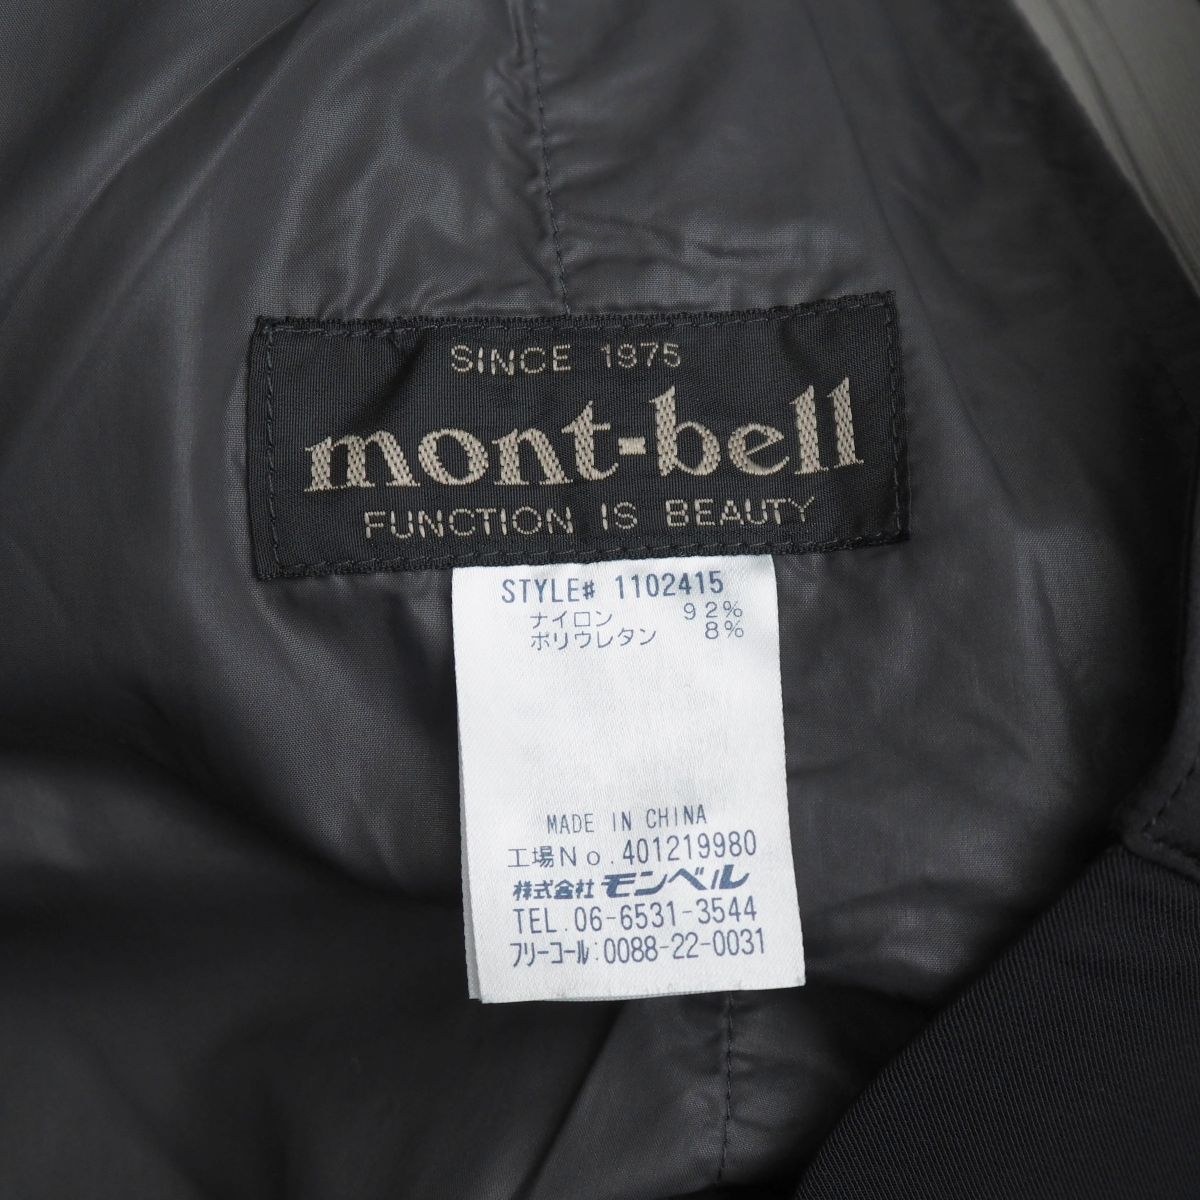 SINCE 1975
mont-bell
FUNCTION IS BEAUTY
STYLE# 1102415
ナイロン 92%
ポリウレタン 8%
MADE IN CHINA
工場No.401219980
株式会社 モンベル
TEL.06-6531-3544
フリーコール:0088-22-0031